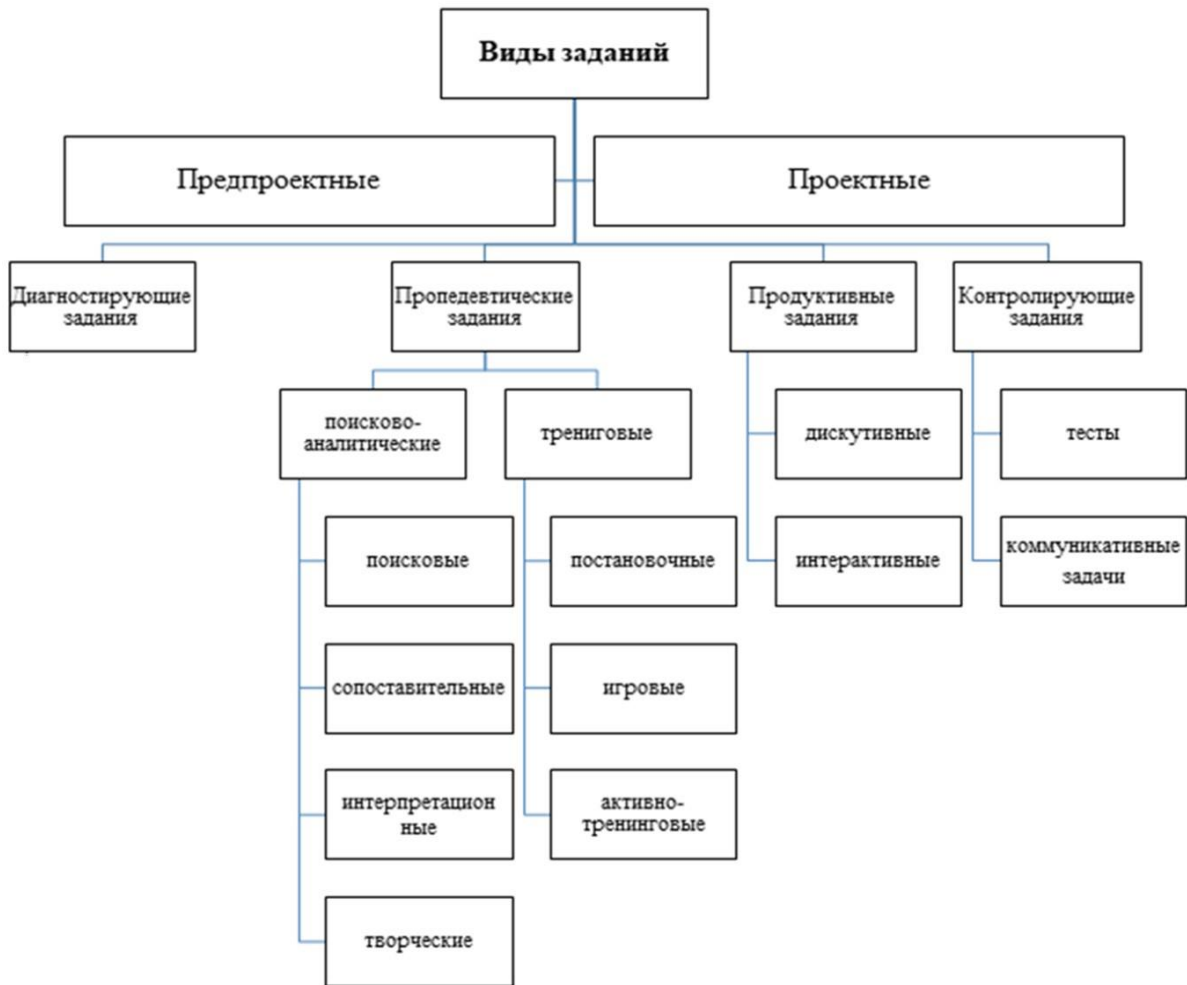 Виды заданий
Предпроектные
Проектные
Диагностирующие
задания
Пропедевтические
задания
Продуктивные
задания
Контролирующие
задания
поисково-
аналитические
трениговые
дискутивные
тесты
поисковые
постановочные
интерактивные
коммуникативные
задачи
сопоставительные
игровые
интерпретацион
ные
активно-
тренинговые
творческие